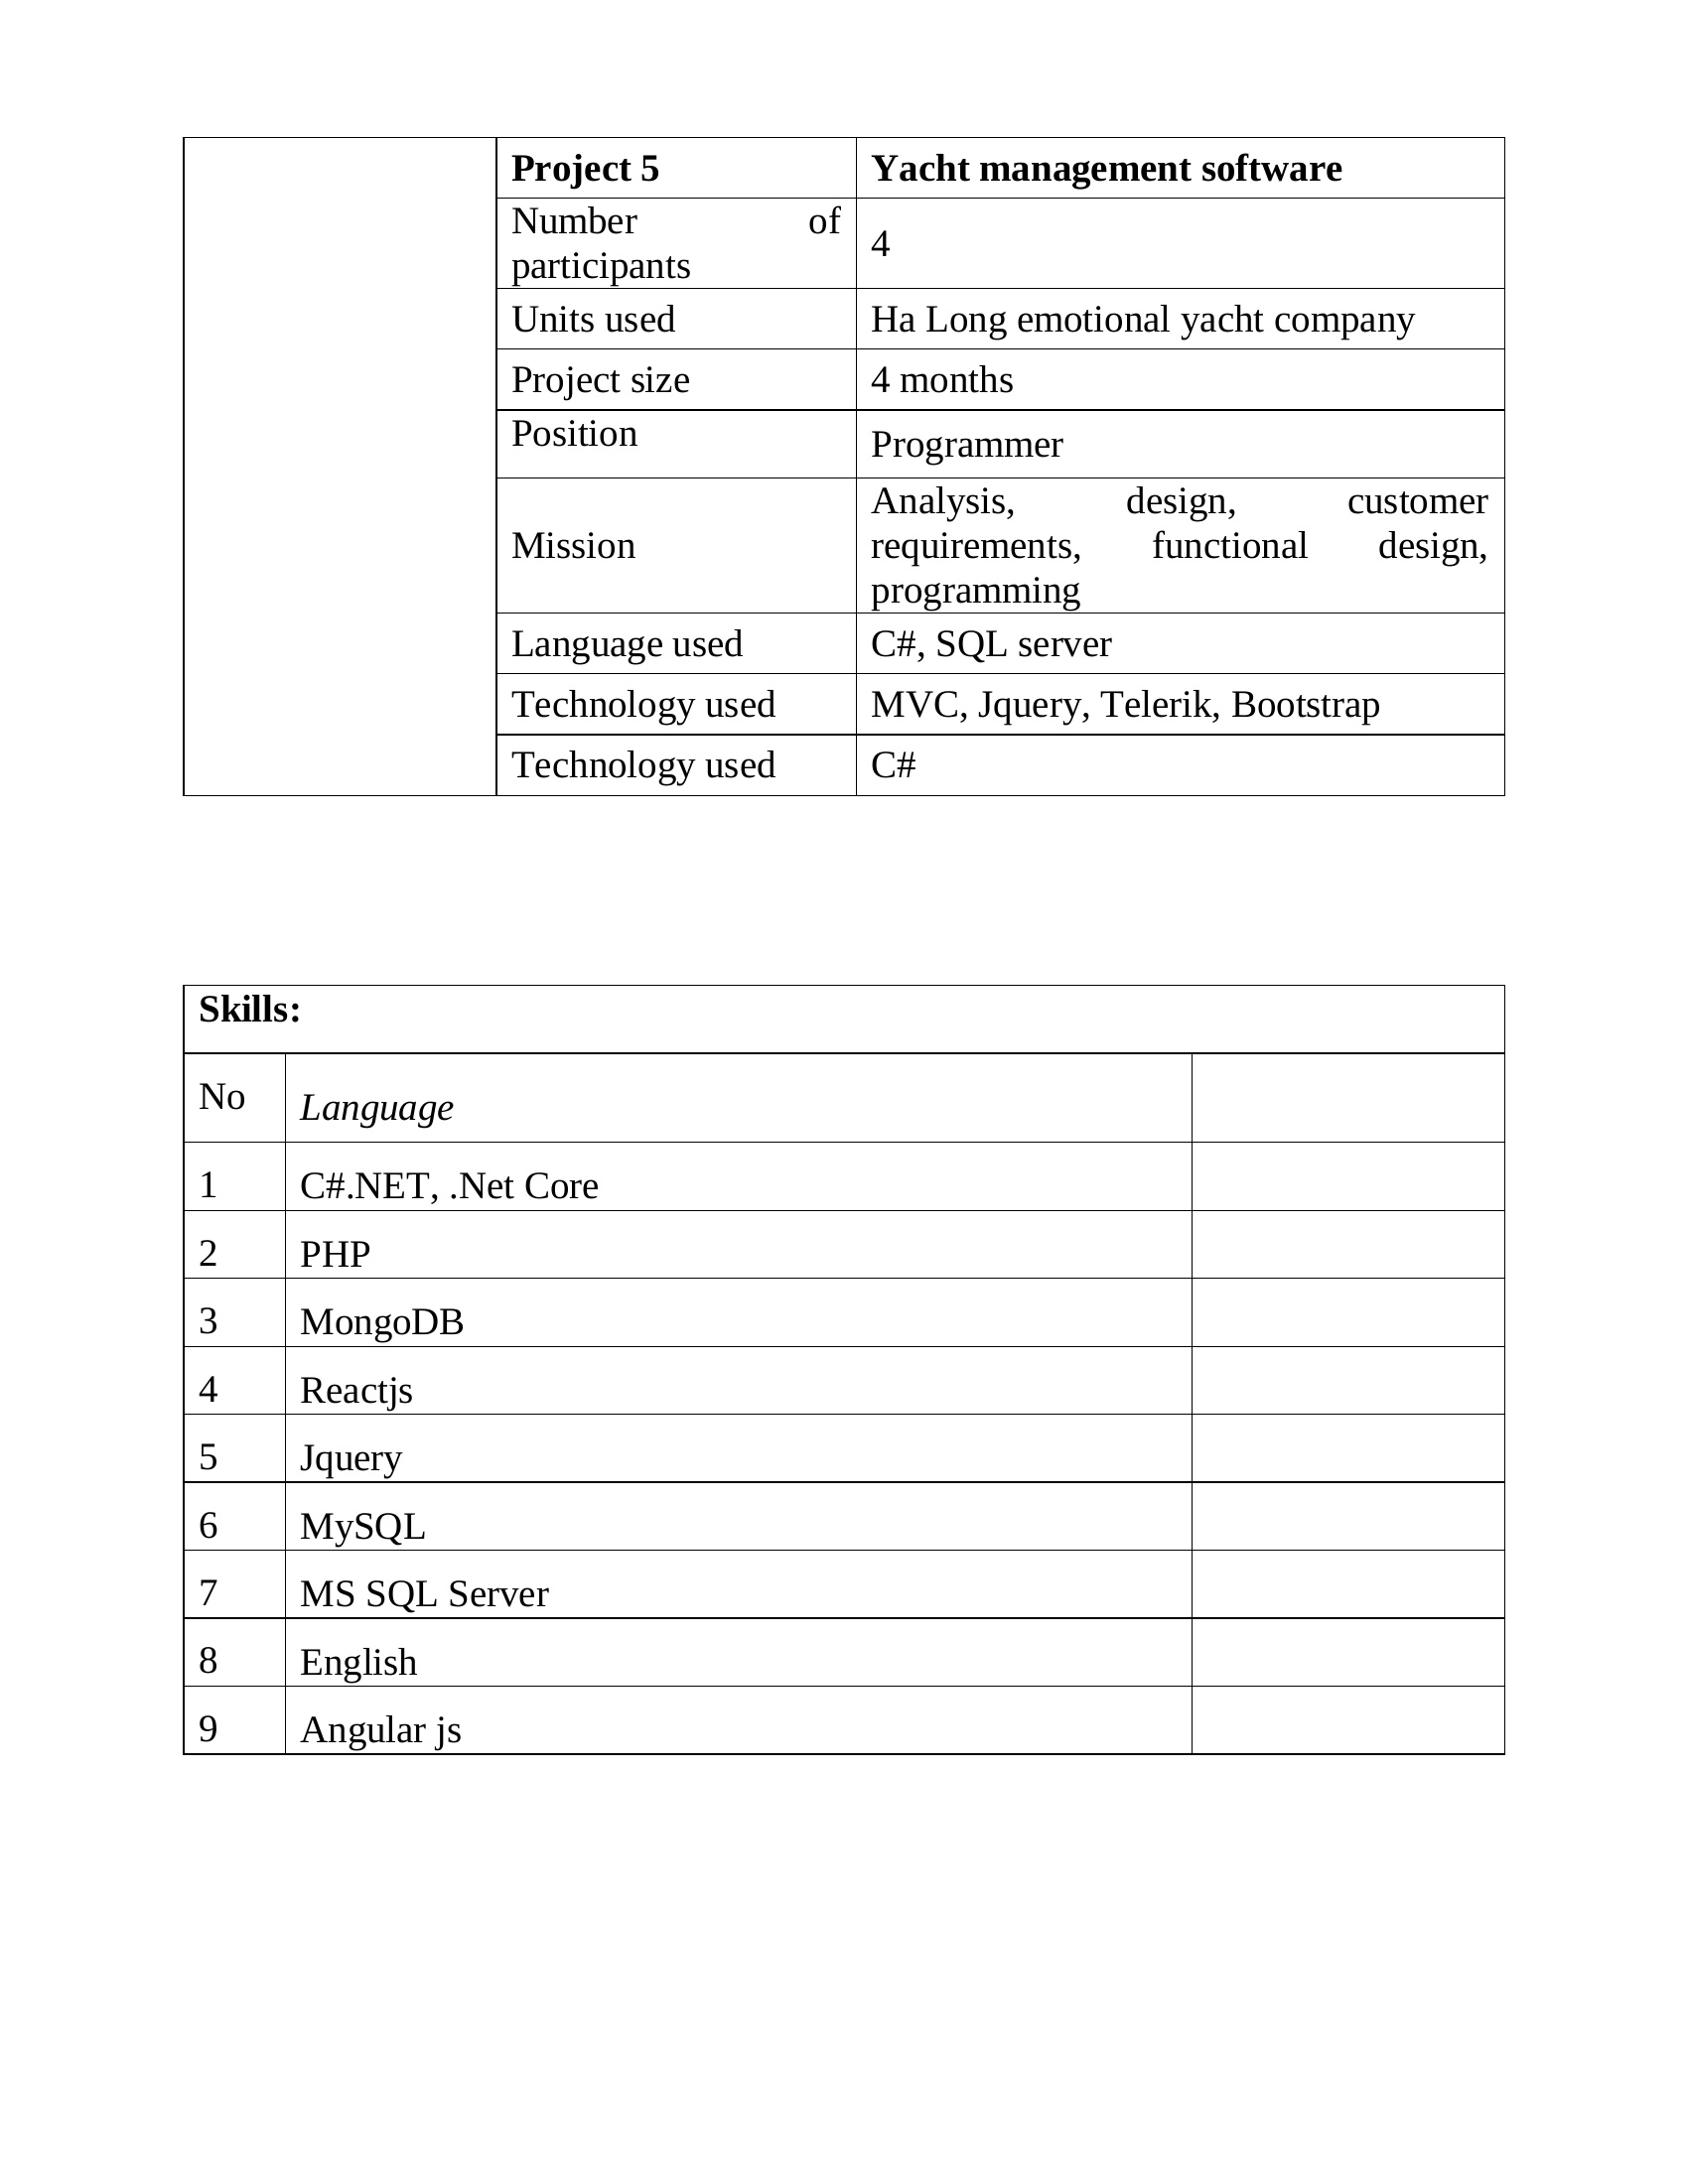 Project 5 Yacht management software
Number of
participants
4
Units used Ha Long emotional yacht company
Project size 4 months
Position Programmer
Mission
Analysis, design, customer
requirements, functional design,
programming
Language used C#, SQL server
Technology used MVC, Jquery, Telerik, Bootstrap
Technology used C#
Skills:
No Language
1 C#.NET, .Net Core
2 PHP
3 MongoDB
4 Reactjs
5 Jquery
6 MySQL
7 MS SQL Server
8 English
9 Angular js